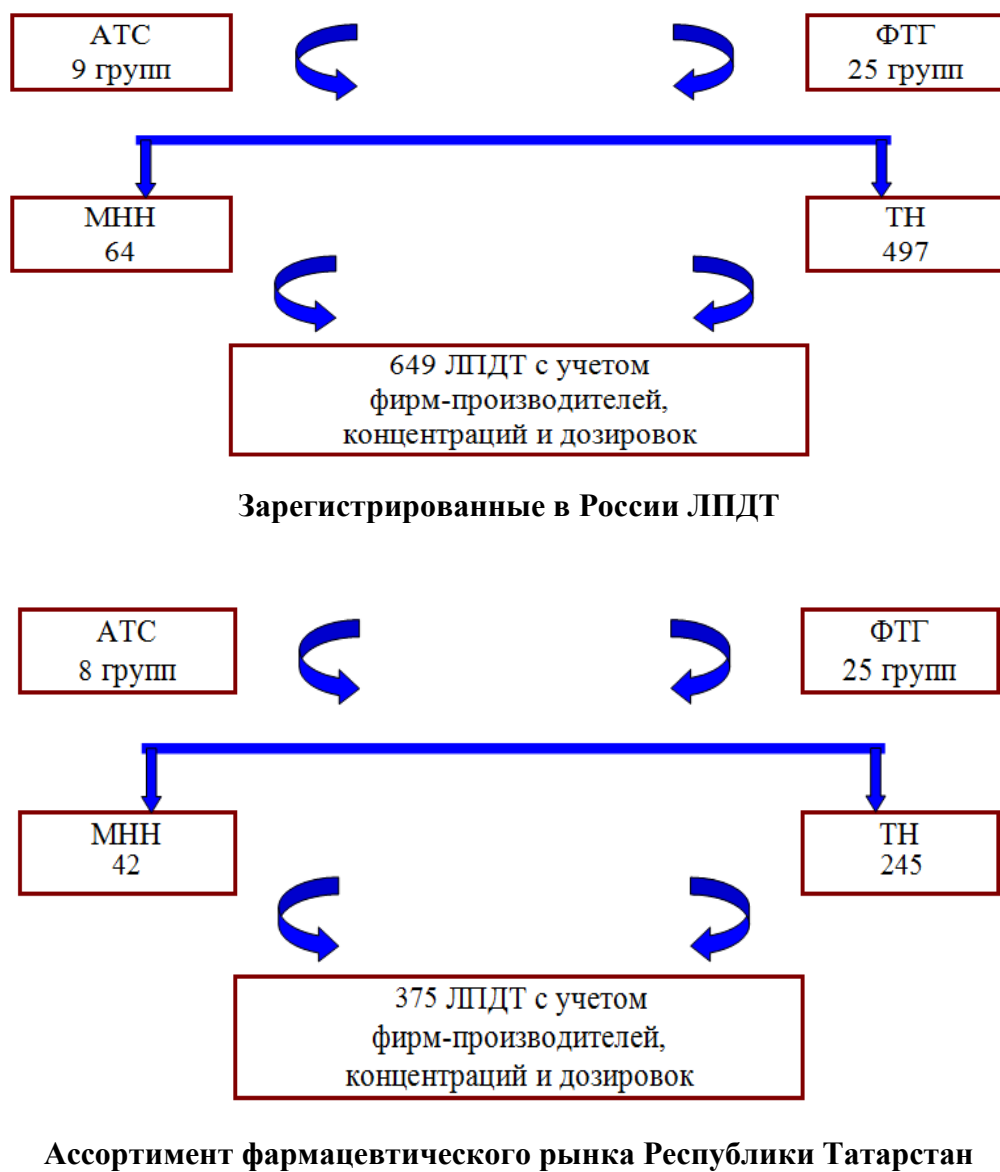 АТС
9 групп
ФТГ
25 групп
МНН
64
ТН
497
649 ЛПДТ с учетом
фирм-производителей,
концентраций и дозировок
Зарегистрированные в России ЛПДТ
АТС
8 групп
ФТГ
25 групп
МНН
42
ТН
245
375 ЛПДТ с учетом
фирм-производителей,
концентраций и дозировок
Ассортимент фармацевтического рынка Республики Татарстан